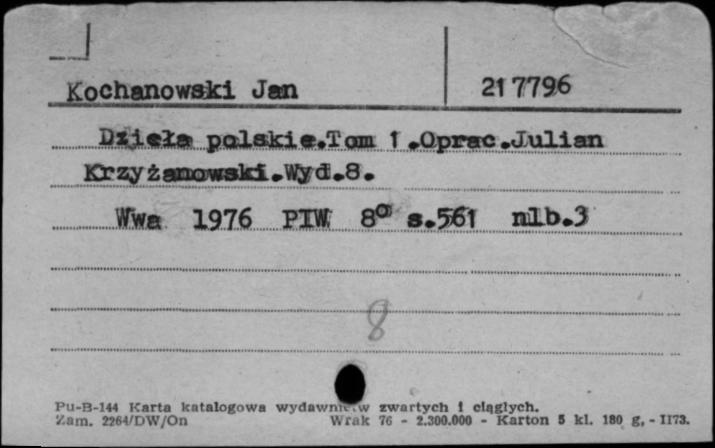 Kochanowski Jan 217796
Dzieła polskie.Tom 1.Oprac.Julian
Krzyżanowski.Wyd.8.
Wwa 1976 PIW 8° s.561 nlb.3
8
Pu-B-144 Karta katalogowa wydawnictw zwartych i ciągłych.
Zam. 2264/DW/On Wrak 76 - 2.300.000 - Karton 5 kl. 180 g, - II73.